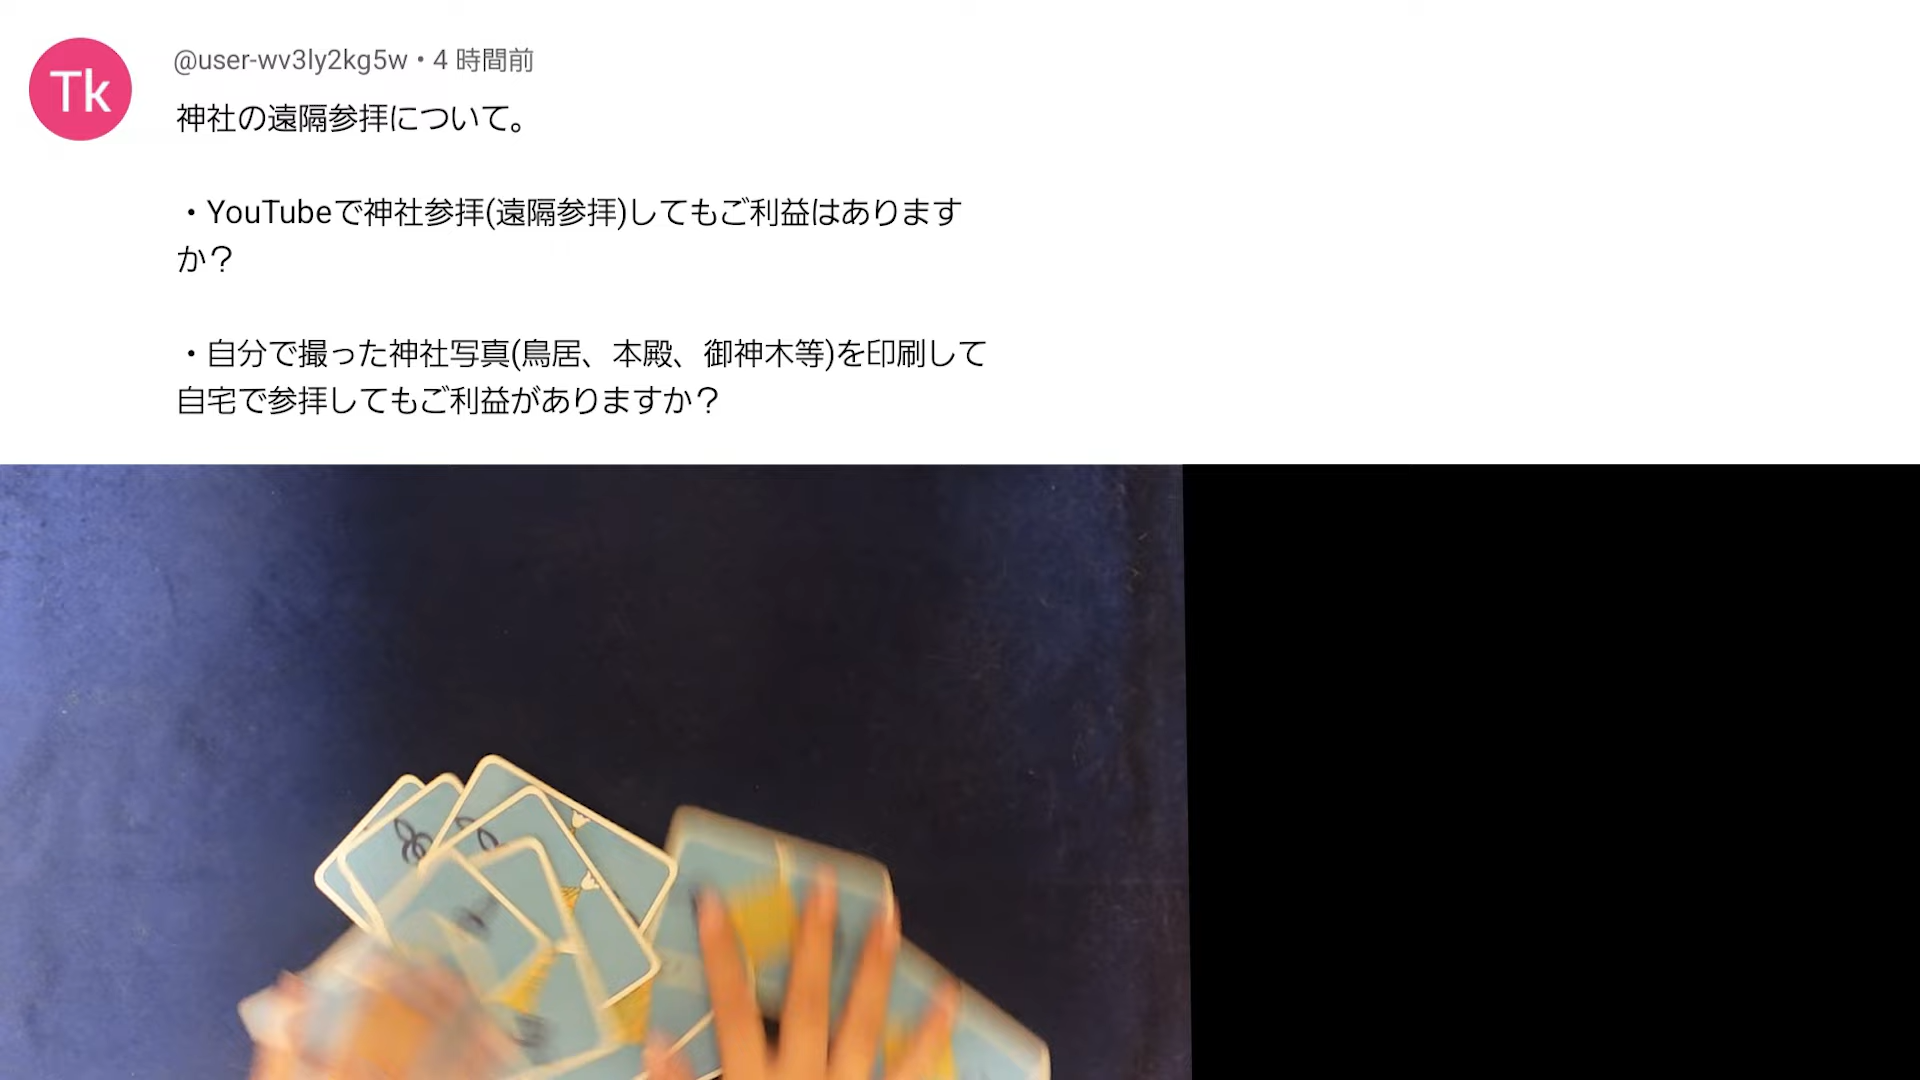 Tk
@user-wv3ly2kg5w • 4 時間前
神社の遠隔参拝について。
・YouTubeで神社参拝(遠隔参拝)してもご利益はあります
か？
・自分で撮った神社写真(鳥居、本殿、御神木等)を印刷して
自宅で参拝してもご利益がありますか？